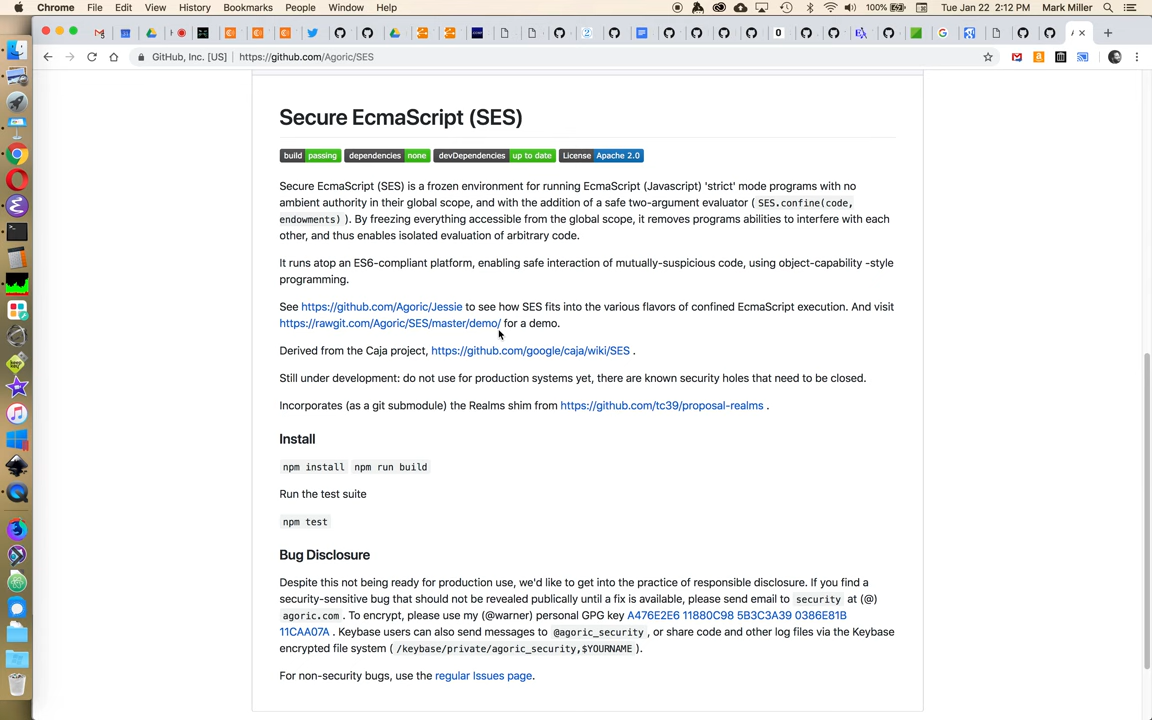 Chrome File Edit View History Bookmarks People Window Help 100% Tue Jan 22 2:12 PM Mark Miller
GitHub, Inc. [US] https://github.com/Agoric/SES
Secure EcmaScript (SES)
build passing dependencies none devDependencies up to date License Apache 2.0
Secure EcmaScript (SES) is a frozen environment for running EcmaScript (Javascript) 'strict' mode programs with no
ambient authority in their global scope, and with the addition of a safe two-argument evaluator ( SES.confine(code,
endowments) ). By freezing everything accessible from the global scope, it removes programs abilities to interfere with each
other, and thus enables isolated evaluation of arbitrary code.
It runs atop an ES6-compliant platform, enabling safe interaction of mutually-suspicious code, using object-capability -style
programming.
See https://github.com/Agoric/Jessie to see how SES fits into the various flavors of confined EcmaScript execution. And visit
https://rawgit.com/Agoric/SES/master/demo/ for a demo.
Derived from the Caja project, https://github.com/google/caja/wiki/SES .
Still under development: do not use for production systems yet, there are known security holes that need to be closed.
Incorporates (as a git submodule) the Realms shim from https://github.com/tc39/proposal-realms .
Install
npm install npm run build
Run the test suite
npm test
Bug Disclosure
Despite this not being ready for production use, we'd like to get into the practice of responsible disclosure. If you find a
security-sensitive bug that should not be revealed publically until a fix is available, please send email to security at (@)
agoric.com . To encrypt, please use my (@warner) personal GPG key A476E2E6 11880C98 5B3C3A39 0386E81B
11CAA07A . Keybase users can also send messages to @agoric_security , or share code and other log files via the Keybase
encrypted file system ( /keybase/private/agoric_security,$YOURNAME ).
For non-security bugs, use the regular Issues page.